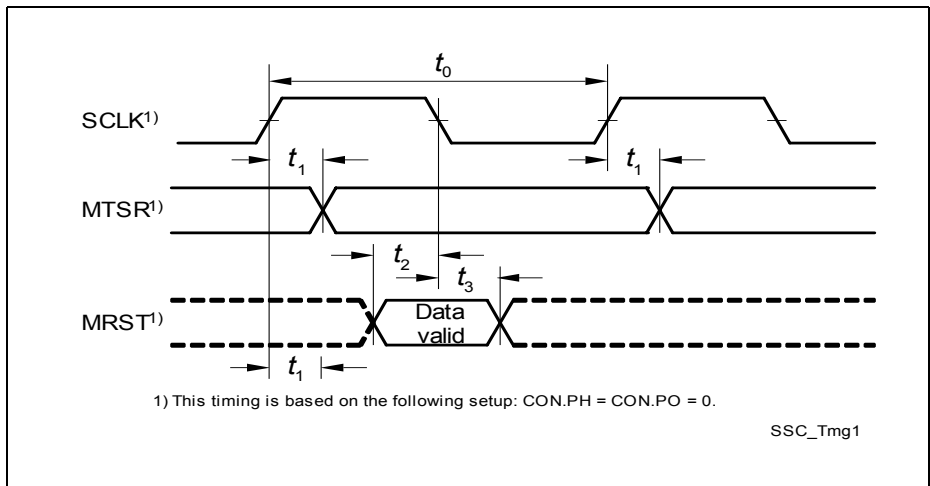 t₀
SCLK¹⁾
t₁ t₁
MTSR¹⁾
t₂
t₃
MRST¹⁾ Data valid
t₁
1) This timing is based on the following setup: CON.PH = CON.PO = 0.
SSC_Tmg1